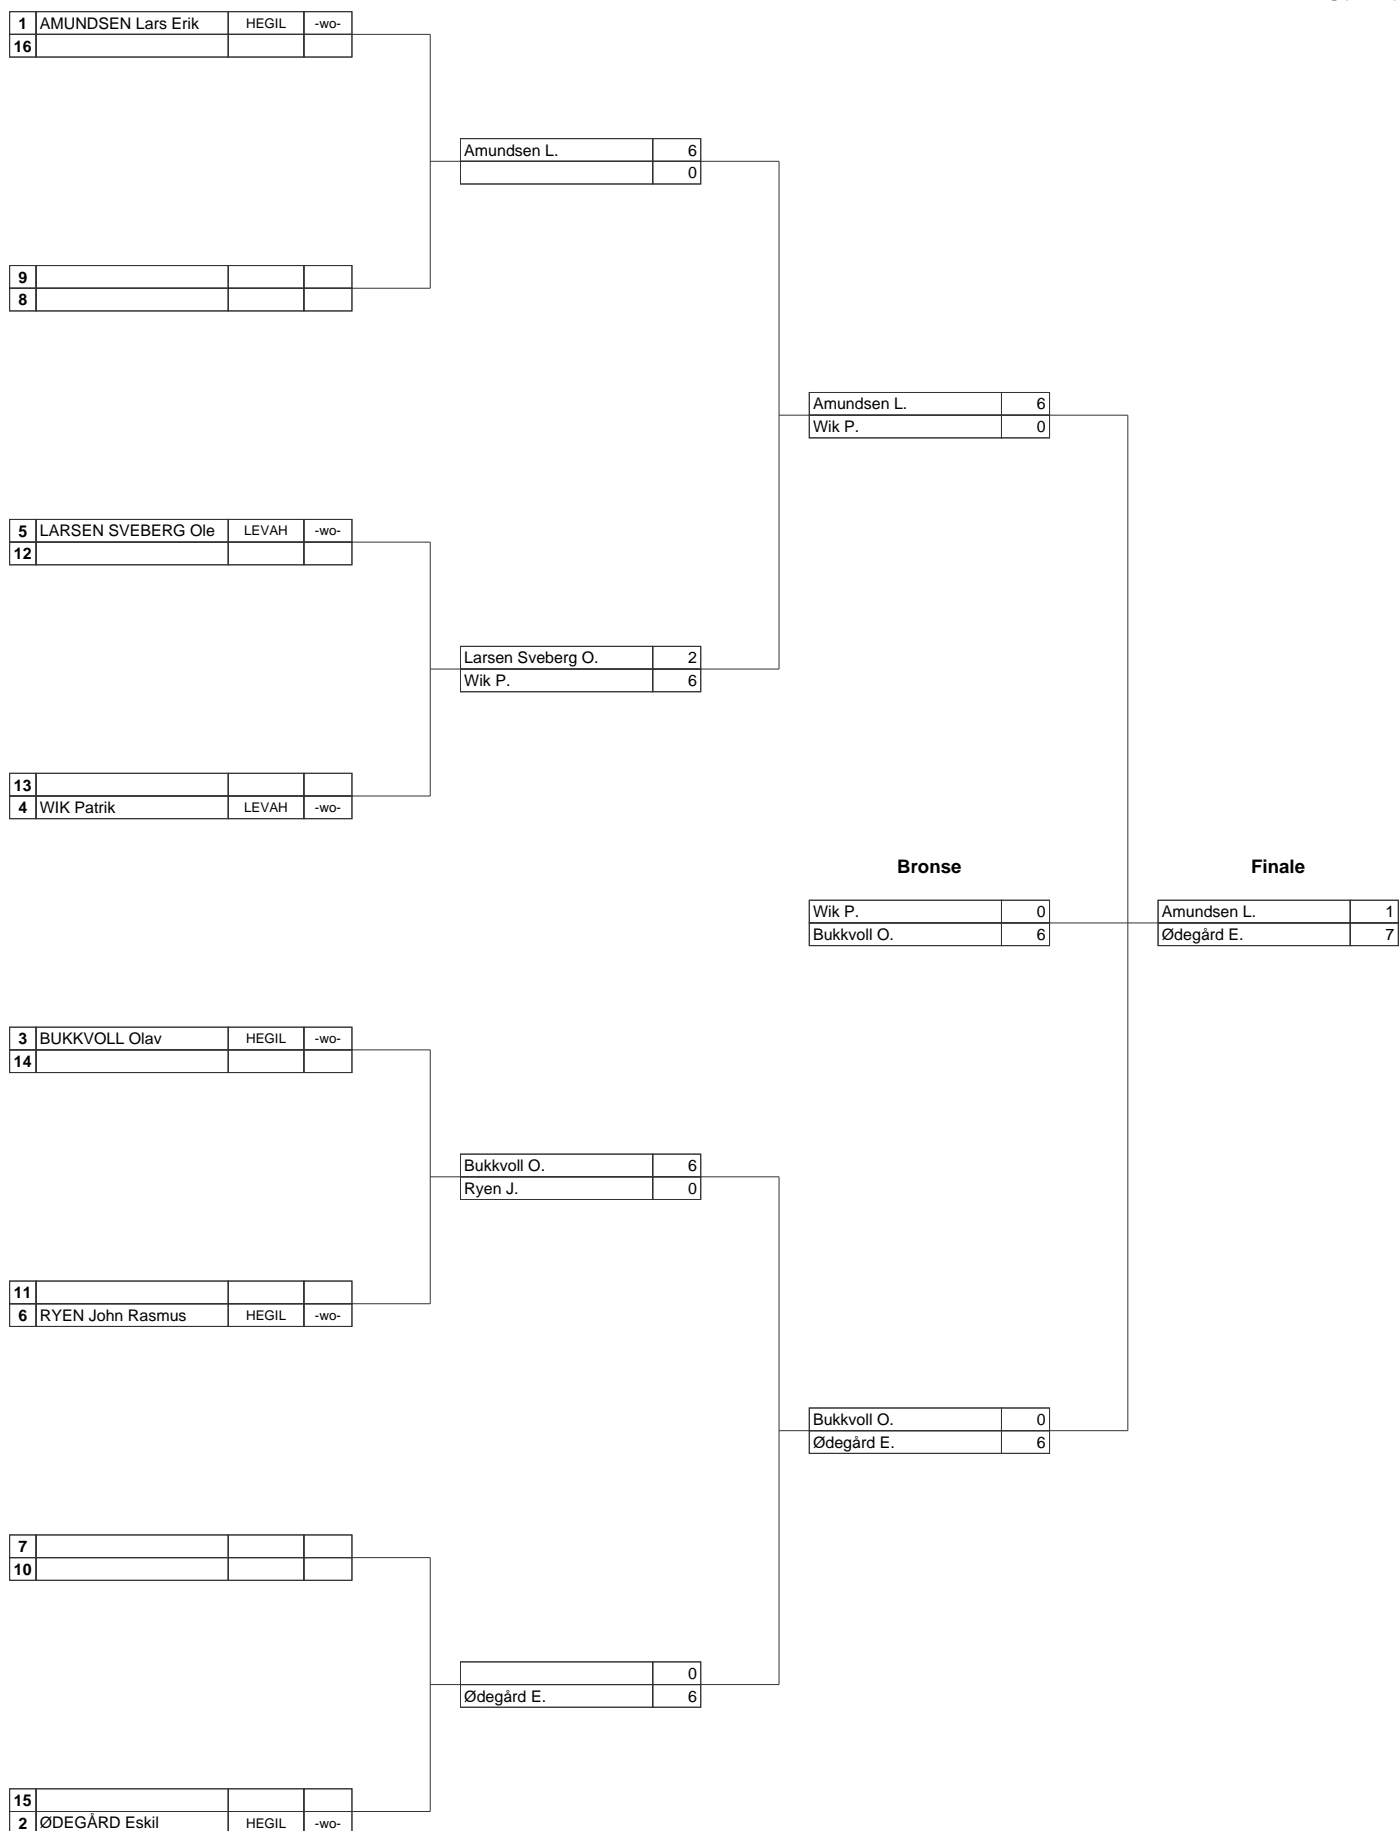 1 AMUNDSEN Lars Erik HEGIL -wo-
16
Amundsen L. 6
0
9
8
Amundsen L. 6
Wik P. 0
5 LARSEN SVEBERG Ole LEVAH -wo-
12
Larsen Sveberg O. 2
Wik P. 6
13
4 WIK Patrik LEVAH -wo-
Bronse Finale
Wik P. 0 Amundsen L. 1
Bukkvoll O. 6 Ødegård E. 7
3 BUKKVOLL Olav HEGIL -wo-
14
Bukkvoll O. 6
Ryen J. 0
11
6 RYEN John Rasmus HEGIL -wo-
Bukkvoll O. 0
Ødegård E. 6
7
10
0
Ødegård E. 6
15
2 ØDEGÅRD Eskil HEGIL -wo-